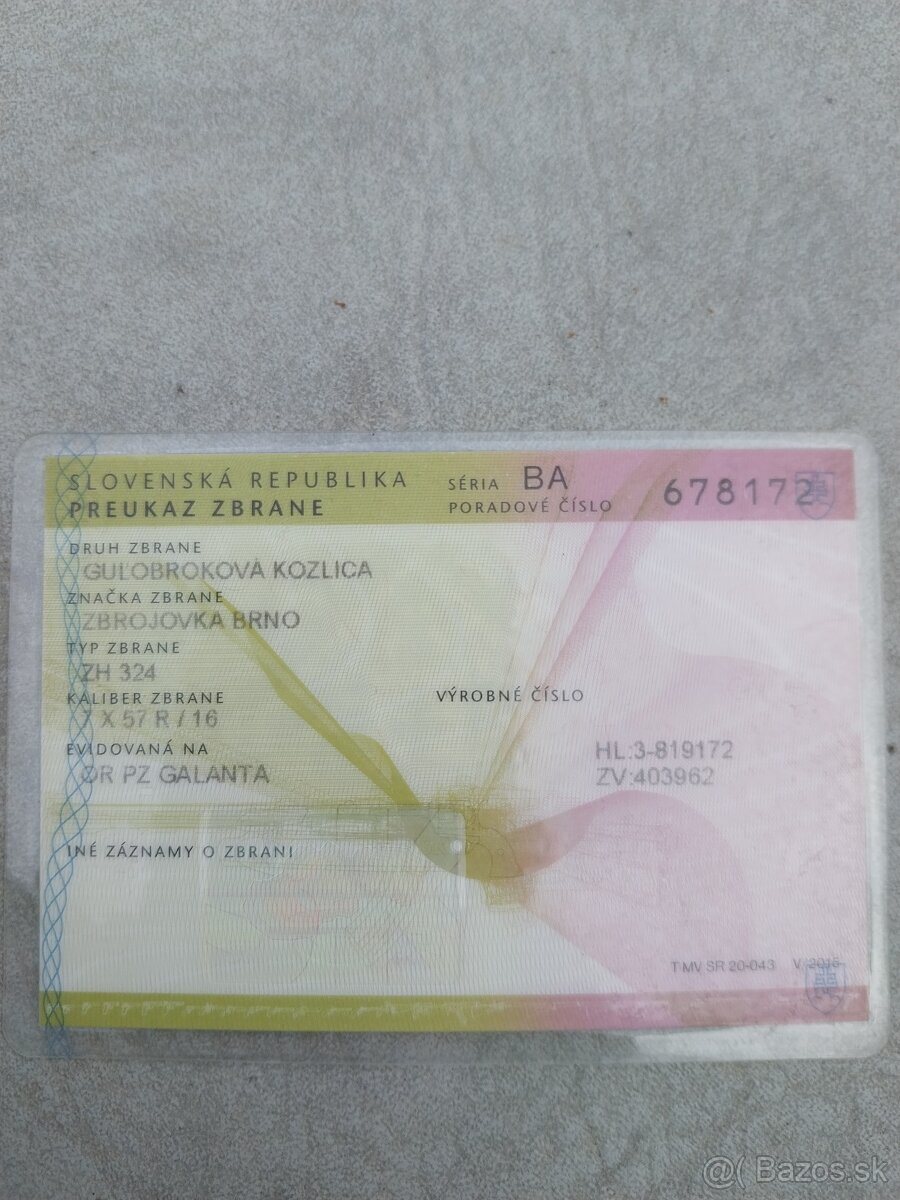 SLOVENSKÁ REPUBLIKA
PREUKAZ ZBRANE
SÉRIA BA
PORADOVÉ ČÍSLO 678172
DRUH ZBRANE
GUĽOBROKOVÁ KOZLICA
ZNAČKA ZBRANE
ZBROJOVKA BRNO
TYP ZBRANE
ZH 324
KALIBER ZBRANE
7 X 57 R / 16
VÝROBNÉ ČÍSLO
HL:3-819172
ZV:403962
EVIDOVANÁ NA
OR PZ GALANTA
INÉ ZÁZNAMY O ZBRANI
T MV SR 20-043 V
@( Bazos.sk